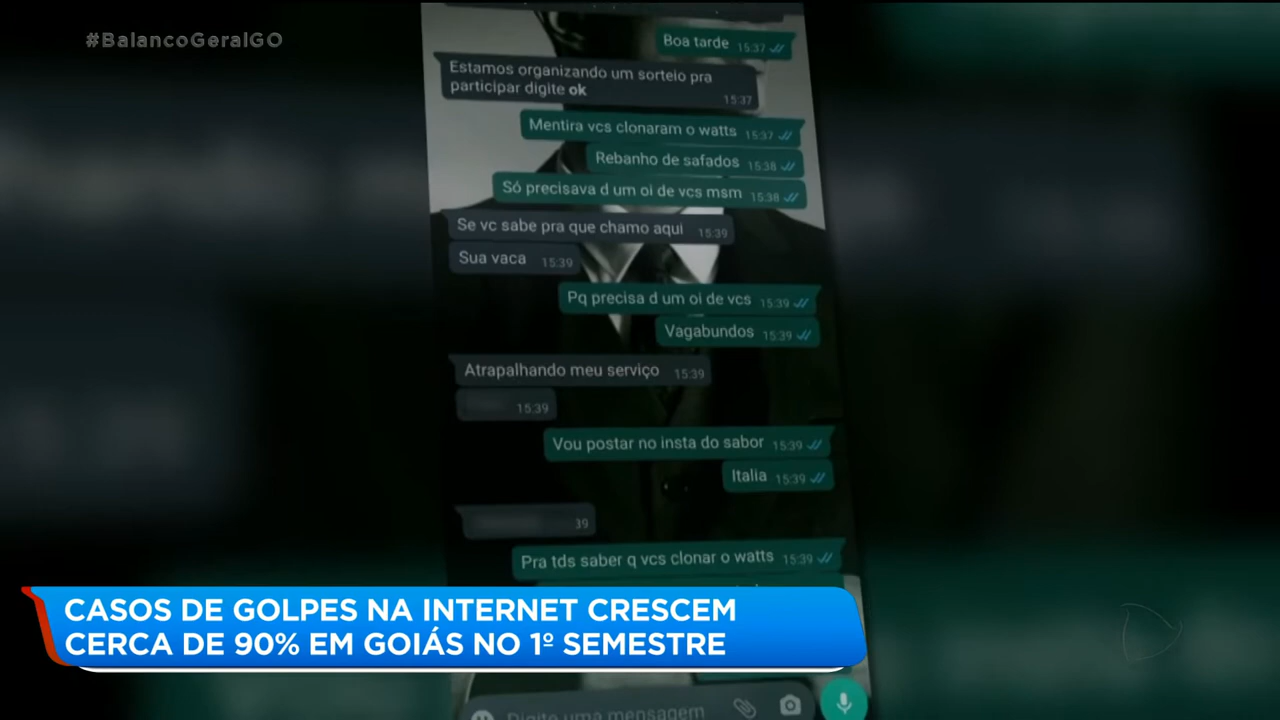 #BalancoGeralGO
Boa tarde 15:37
Estamos organizando um sorteio pra
participar digite ok
15:37
Mentira vcs clonaram o watts 15:37
Rebanho de safados 15:38
Só precisava d um oi de vcs msm 15:38
Se vc sabe pra que chamo aqui 15:39
Sua vaca 15:39
Pq precisa d um oi de vcs 15:39
Vagabundos 15:39
Atrapalhando meu serviço 15:39
15:39
Vou postar no insta do sabor 15:39
Italia 15:39
39
Pra tds saber q vcs clonar o watts 15:39
CASOS DE GOLPES NA INTERNET CRESCEM
CERCA DE 90% EM GOIÁS NO 1º SEMESTRE
Digite uma mensagem